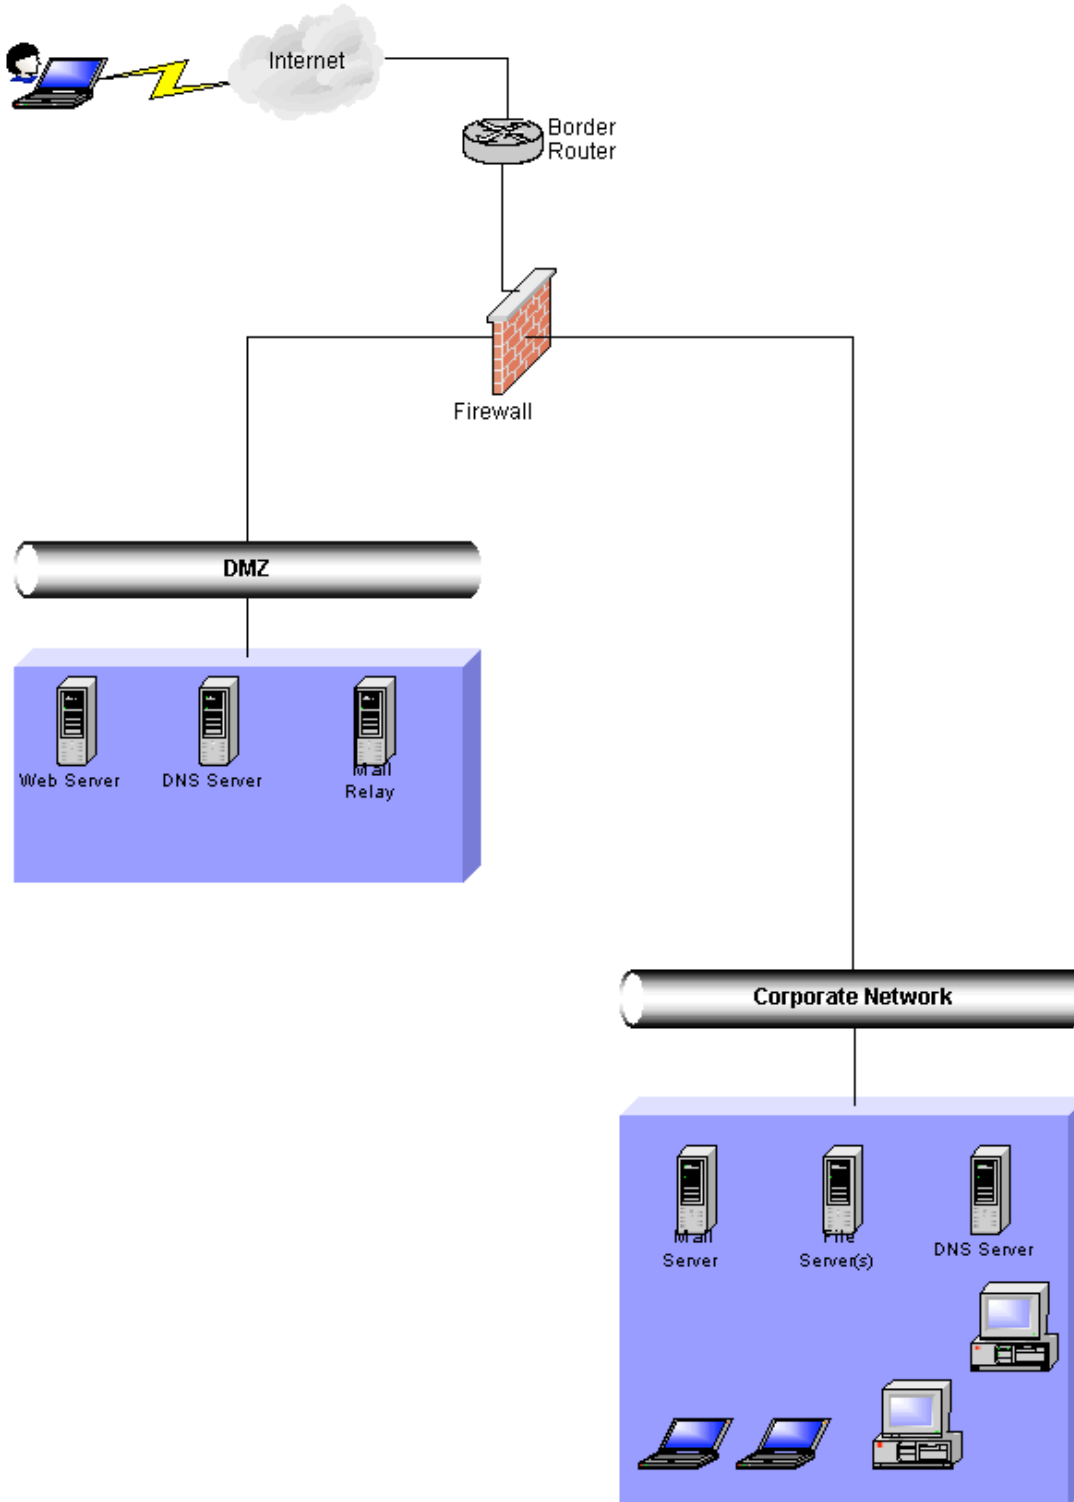 Internet
Border
Router
Firewall
DMZ
Web Server
DNS Server
Mail
Relay
Corporate Network
Mail
Server
File
Server(s)
DNS Server